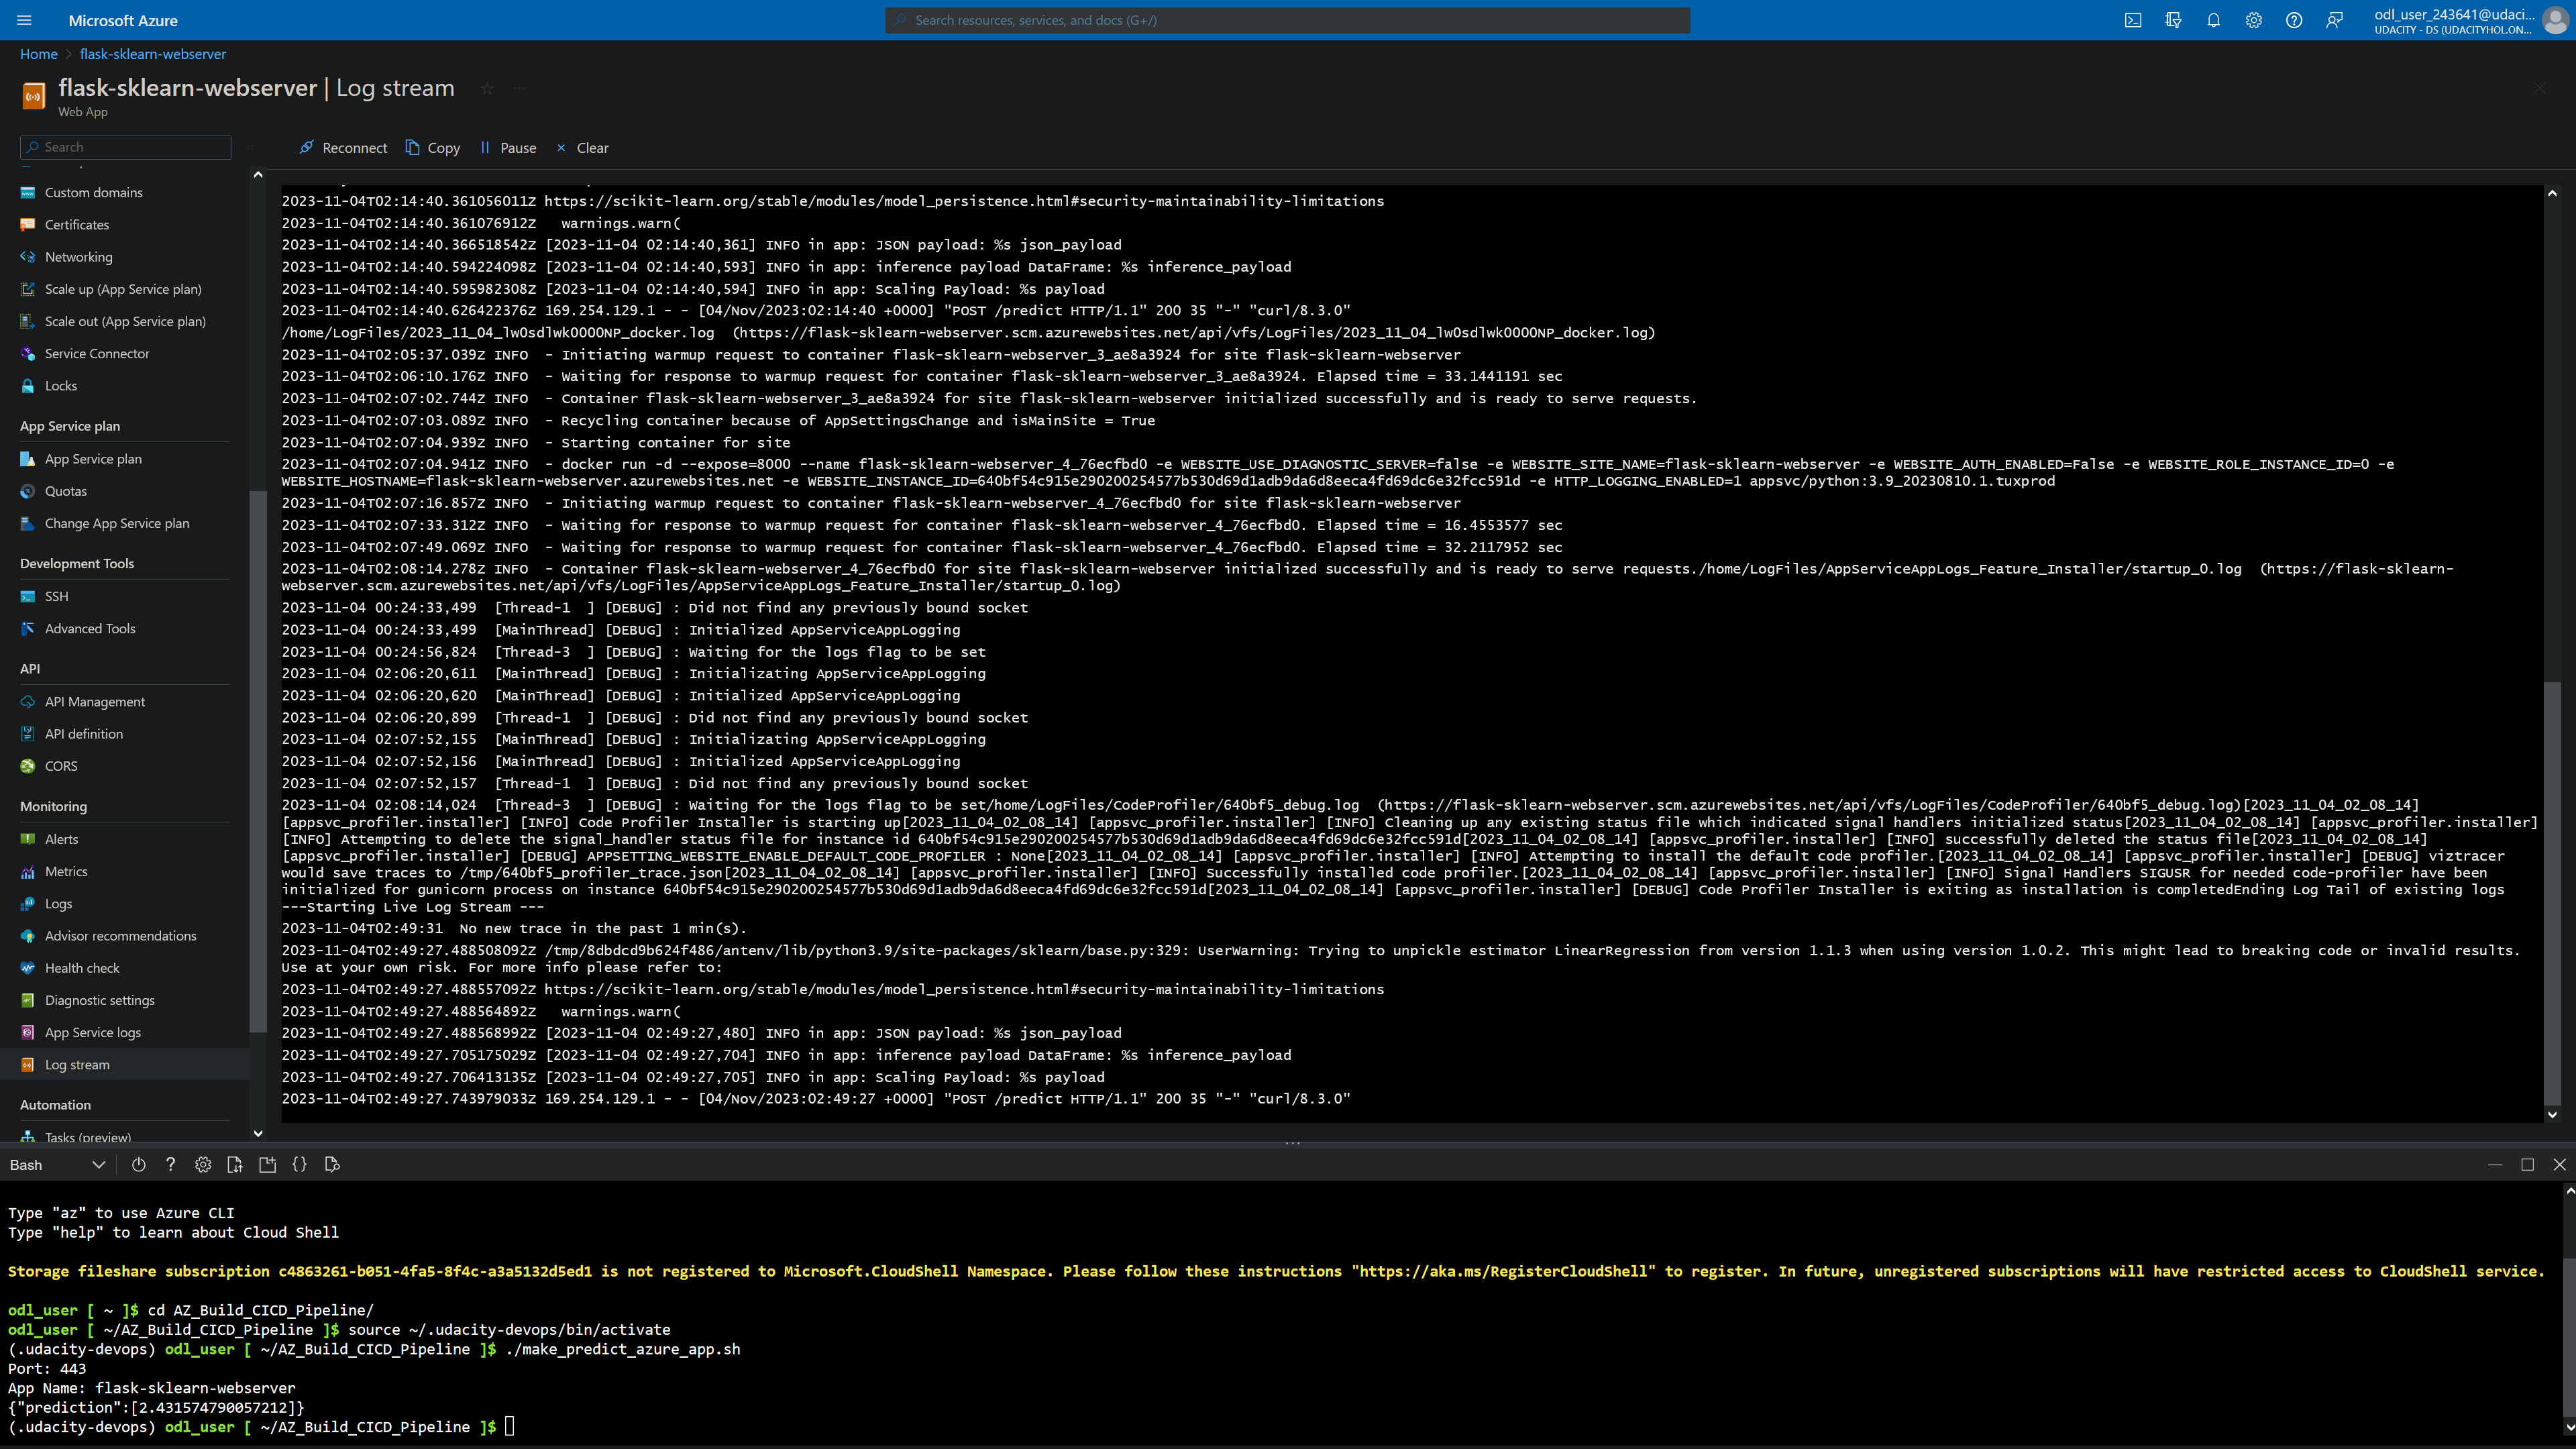 Microsoft Azure
Search resources, services, and docs (G+/)
odl_user_243641@udaci...
UDACITY - DS (UDACITYHOL.ON...
Home > flask-sklearn-webserver
flask-sklearn-webserver | Log stream
Web App
Search
Reconnect
Copy
Pause
Clear
Custom domains
Certificates
Networking
Scale up (App Service plan)
Scale out (App Service plan)
Service Connector
Locks
App Service plan
App Service plan
Quotas
Change App Service plan
Development Tools
SSH
Advanced Tools
API
API Management
API definition
CORS
Monitoring
Alerts
Metrics
Logs
Advisor recommendations
Health check
Diagnostic settings
App Service logs
Log stream
Automation
Tasks (preview)
2023-11-04T02:14:40.361056011Z https://scikit-learn.org/stable/modules/model_persistence.html#security-maintainability-limitations
2023-11-04T02:14:40.361076912Z   warnings.warn(
2023-11-04T02:14:40.366518542Z [2023-11-04 02:14:40,361] INFO in app: JSON payload: %s json_payload
2023-11-04T02:14:40.594224098Z [2023-11-04 02:14:40,593] INFO in app: inference payload DataFrame: %s inference_payload
2023-11-04T02:14:40.595982308Z [2023-11-04 02:14:40,594] INFO in app: Scaling Payload: %s payload
2023-11-04T02:14:40.626422376Z 169.254.129.1 - - [04/Nov/2023:02:14:40 +0000] "POST /predict HTTP/1.1" 200 35 "-" "curl/8.3.0"
/home/LogFiles/2023_11_04_lw0sdlwk0000NP_docker.log  (https://flask-sklearn-webserver.scm.azurewebsites.net/api/vfs/LogFiles/2023_11_04_lw0sdlwk0000NP_docker.log)
2023-11-04T02:05:37.039Z INFO  - Initiating warmup request to container flask-sklearn-webserver_3_ae8a3924 for site flask-sklearn-webserver
2023-11-04T02:06:10.176Z INFO  - Waiting for response to warmup request for container flask-sklearn-webserver_3_ae8a3924. Elapsed time = 33.1441191 sec
2023-11-04T02:07:02.744Z INFO  - Container flask-sklearn-webserver_3_ae8a3924 for site flask-sklearn-webserver initialized successfully and is ready to serve requests.
2023-11-04T02:07:03.089Z INFO  - Recycling container because of AppSettingsChange and isMainSite = True
2023-11-04T02:07:04.939Z INFO  - Starting container for site
2023-11-04T02:07:04.941Z INFO  - docker run -d --expose=8000 --name flask-sklearn-webserver_4_76ecfbd0 -e WEBSITE_USE_DIAGNOSTIC_SERVER=false -e WEBSITE_SITE_NAME=flask-sklearn-webserver -e WEBSITE_AUTH_ENABLED=False -e WEBSITE_ROLE_INSTANCE_ID=0 -e
WEBSITE_HOSTNAME=flask-sklearn-webserver.azurewebsites.net -e WEBSITE_INSTANCE_ID=640bf54c915e290200254577b530d69d1adb9da6d8eeca4fd69dc6e32fcc591d -e HTTP_LOGGING_ENABLED=1 appsvc/python:3.9_20230810.1.tuxprod
2023-11-04T02:07:16.857Z INFO  - Initiating warmup request to container flask-sklearn-webserver_4_76ecfbd0 for site flask-sklearn-webserver
2023-11-04T02:07:33.312Z INFO  - Waiting for response to warmup request for container flask-sklearn-webserver_4_76ecfbd0. Elapsed time = 16.4553577 sec
2023-11-04T02:07:49.069Z INFO  - Waiting for response to warmup request for container flask-sklearn-webserver_4_76ecfbd0. Elapsed time = 32.2117952 sec
2023-11-04T02:08:14.278Z INFO  - Container flask-sklearn-webserver_4_76ecfbd0 for site flask-sklearn-webserver initialized successfully and is ready to serve requests./home/LogFiles/AppServiceAppLogs_Feature_Installer/startup_0.log  (https://flask-sklearn-
webserver.scm.azurewebsites.net/api/vfs/LogFiles/AppServiceAppLogs_Feature_Installer/startup_0.log)
2023-11-04 00:24:33,499  [Thread-1  ] [DEBUG] : Did not find any previously bound socket
2023-11-04 00:24:33,499  [MainThread] [DEBUG] : Initialized AppServiceAppLogging
2023-11-04 00:24:56,824  [Thread-3  ] [DEBUG] : Waiting for the logs flag to be set
2023-11-04 02:06:20,611  [MainThread] [DEBUG] : Initializating AppServiceAppLogging
2023-11-04 02:06:20,620  [MainThread] [DEBUG] : Initialized AppServiceAppLogging
2023-11-04 02:06:20,899  [Thread-1  ] [DEBUG] : Did not find any previously bound socket
2023-11-04 02:07:52,155  [MainThread] [DEBUG] : Initializating AppServiceAppLogging
2023-11-04 02:07:52,156  [MainThread] [DEBUG] : Initialized AppServiceAppLogging
2023-11-04 02:07:52,157  [Thread-1  ] [DEBUG] : Did not find any previously bound socket
2023-11-04 02:08:14,024  [Thread-3  ] [DEBUG] : Waiting for the logs flag to be set/home/LogFiles/CodeProfiler/640bf5_debug.log  (https://flask-sklearn-webserver.scm.azurewebsites.net/api/vfs/LogFiles/CodeProfiler/640bf5_debug.log)[2023_11_04_02_08_14]
[appsvc_profiler.installer] [INFO] Code Profiler Installer is starting up[2023_11_04_02_08_14] [appsvc_profiler.installer] [INFO] Cleaning up any existing status file which indicated signal handlers initialized status[2023_11_04_02_08_14] [appsvc_profiler.installer]
[INFO] Attempting to delete the signal_handler status file for instance id 640bf54c915e290200254577b530d69d1adb9da6d8eeca4fd69dc6e32fcc591d[2023_11_04_02_08_14] [appsvc_profiler.installer] [INFO] successfully deleted the status file[2023_11_04_02_08_14]
[appsvc_profiler.installer] [DEBUG] APPSETTING_WEBSITE_ENABLE_DEFAULT_CODE_PROFILER : None[2023_11_04_02_08_14] [appsvc_profiler.installer] [INFO] Attempting to install the default code profiler.[2023_11_04_02_08_14] [appsvc_profiler.installer] [DEBUG] viztracer
would save traces to /tmp/640bf5_profiler_trace.json[2023_11_04_02_08_14] [appsvc_profiler.installer] [INFO] Successfully installed code profiler.[2023_11_04_02_08_14] [appsvc_profiler.installer] [INFO] Signal Handlers SIGUSR for needed code-profiler have been
initialized for gunicorn process on instance 640bf54c915e290200254577b530d69d1adb9da6d8eeca4fd69dc6e32fcc591d[2023_11_04_02_08_14] [appsvc_profiler.installer] [DEBUG] Code Profiler Installer is exiting as installation is completedEnding Log Tail of existing logs
---Starting Live Log Stream ---
2023-11-04T02:49:31  No new trace in the past 1 min(s).
2023-11-04T02:49:27.488508092Z /tmp/8dbdcd9b624f486/antenv/lib/python3.9/site-packages/sklearn/base.py:329: UserWarning: Trying to unpickle estimator LinearRegression from version 1.1.3 when using version 1.0.2. This might lead to breaking code or invalid results.
Use at your own risk. For more info please refer to:
2023-11-04T02:49:27.488557092Z https://scikit-learn.org/stable/modules/model_persistence.html#security-maintainability-limitations
2023-11-04T02:49:27.488564892Z   warnings.warn(
2023-11-04T02:49:27.488568992Z [2023-11-04 02:49:27,480] INFO in app: JSON payload: %s json_payload
2023-11-04T02:49:27.705175029Z [2023-11-04 02:49:27,704] INFO in app: inference payload DataFrame: %s inference_payload
2023-11-04T02:49:27.706413135Z [2023-11-04 02:49:27,705] INFO in app: Scaling Payload: %s payload
2023-11-04T02:49:27.743979033Z 169.254.129.1 - - [04/Nov/2023:02:49:27 +0000] "POST /predict HTTP/1.1" 200 35 "-" "curl/8.3.0"
Bash
Type "az" to use Azure CLI
Type "help" to learn about Cloud Shell
Storage fileshare subscription c4863261-b051-4fa5-8f4c-a3a5132d5ed1 is not registered to Microsoft.CloudShell Namespace. Please follow these instructions "https://aka.ms/RegisterCloudShell" to register. In future, unregistered subscriptions will have restricted access to CloudShell service.
odl_user [ ~ ]$ cd AZ_Build_CICD_Pipeline/
odl_user [ ~/AZ_Build_CICD_Pipeline ]$ source ~/.udacity-devops/bin/activate
(.udacity-devops) odl_user [ ~/AZ_Build_CICD_Pipeline ]$ ./make_predict_azure_app.sh
Port: 443
App Name: flask-sklearn-webserver
{"prediction":[2.431574790057212]}
(.udacity-devops) odl_user [ ~/AZ_Build_CICD_Pipeline ]$